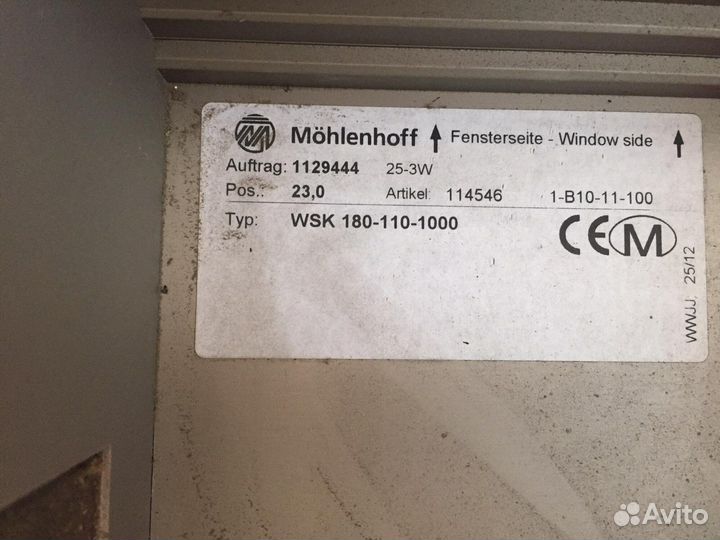 Möhlenhoff Fensterseite - Window side
Auftrag: 1129444 25-3W
Pos.: 23,0 Artikel: 114546 1-B10-11-100
Typ: WSK 180-110-1000
CE M
WWJJ: 25/12
Avito